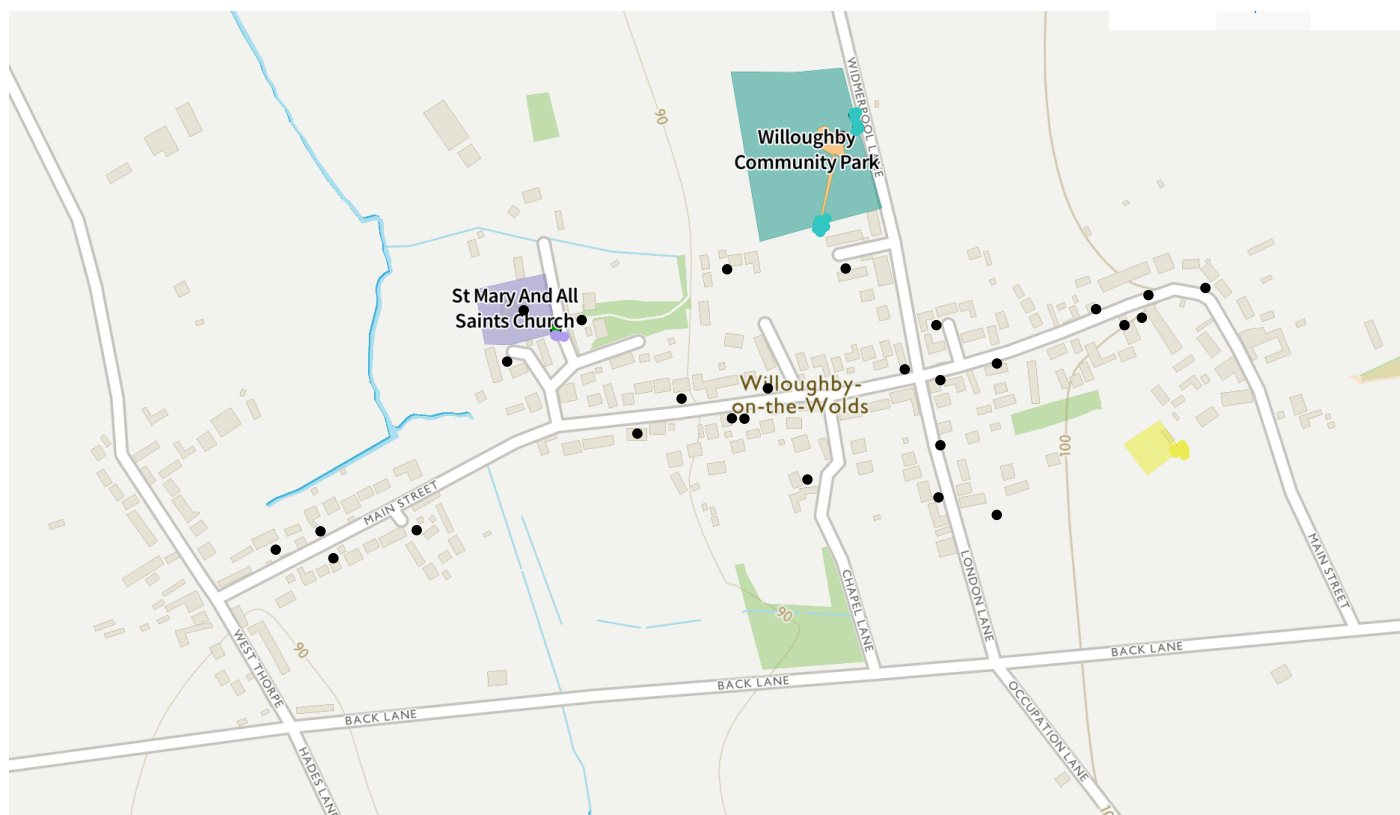 WIDMERPOOL LANE
90
Willoughby
Community Park
St Mary And All
Saints Church
Willoughby-
on-the-Wolds
100
MAIN STREET
MAIN STREET
CHAPEL LANE
LONDON LANE
90
90
WEST THORPE
BACK LANE
BACK LANE
BACK LANE
OCCUPATION LANE
HADES LANE